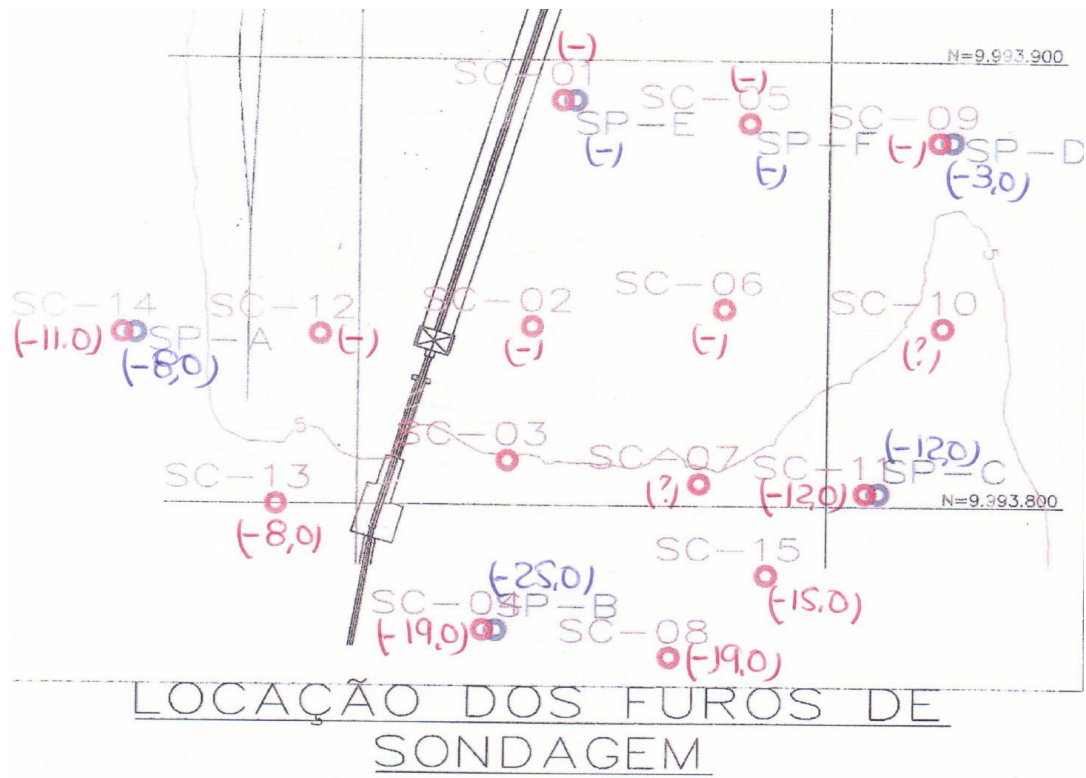 (-)
N=9.993.900
SC-01
(-)
SC-05
SP-E
(-)
SP-F
(-)
SC-09
(-)
SP-D
(-3,0)
5
SC-14
(-11.0)
SP-A
(-8,0)
SC-12
(-)
SC-02
(-)
SC-06
(-)
SC-10
(?)
5
SC-03
SC-07
(?)
(-12,0)
SC-11
SP-C
(-12,0)
N=9.993.800
SC-13
(-8,0)
SC-15
(-15,0)
(-25,0)
SC-04
SP-B
(-19,0)
SC-08
(-19,0)
LOCAÇÃO DOS FUROS DE
SONDAGEM